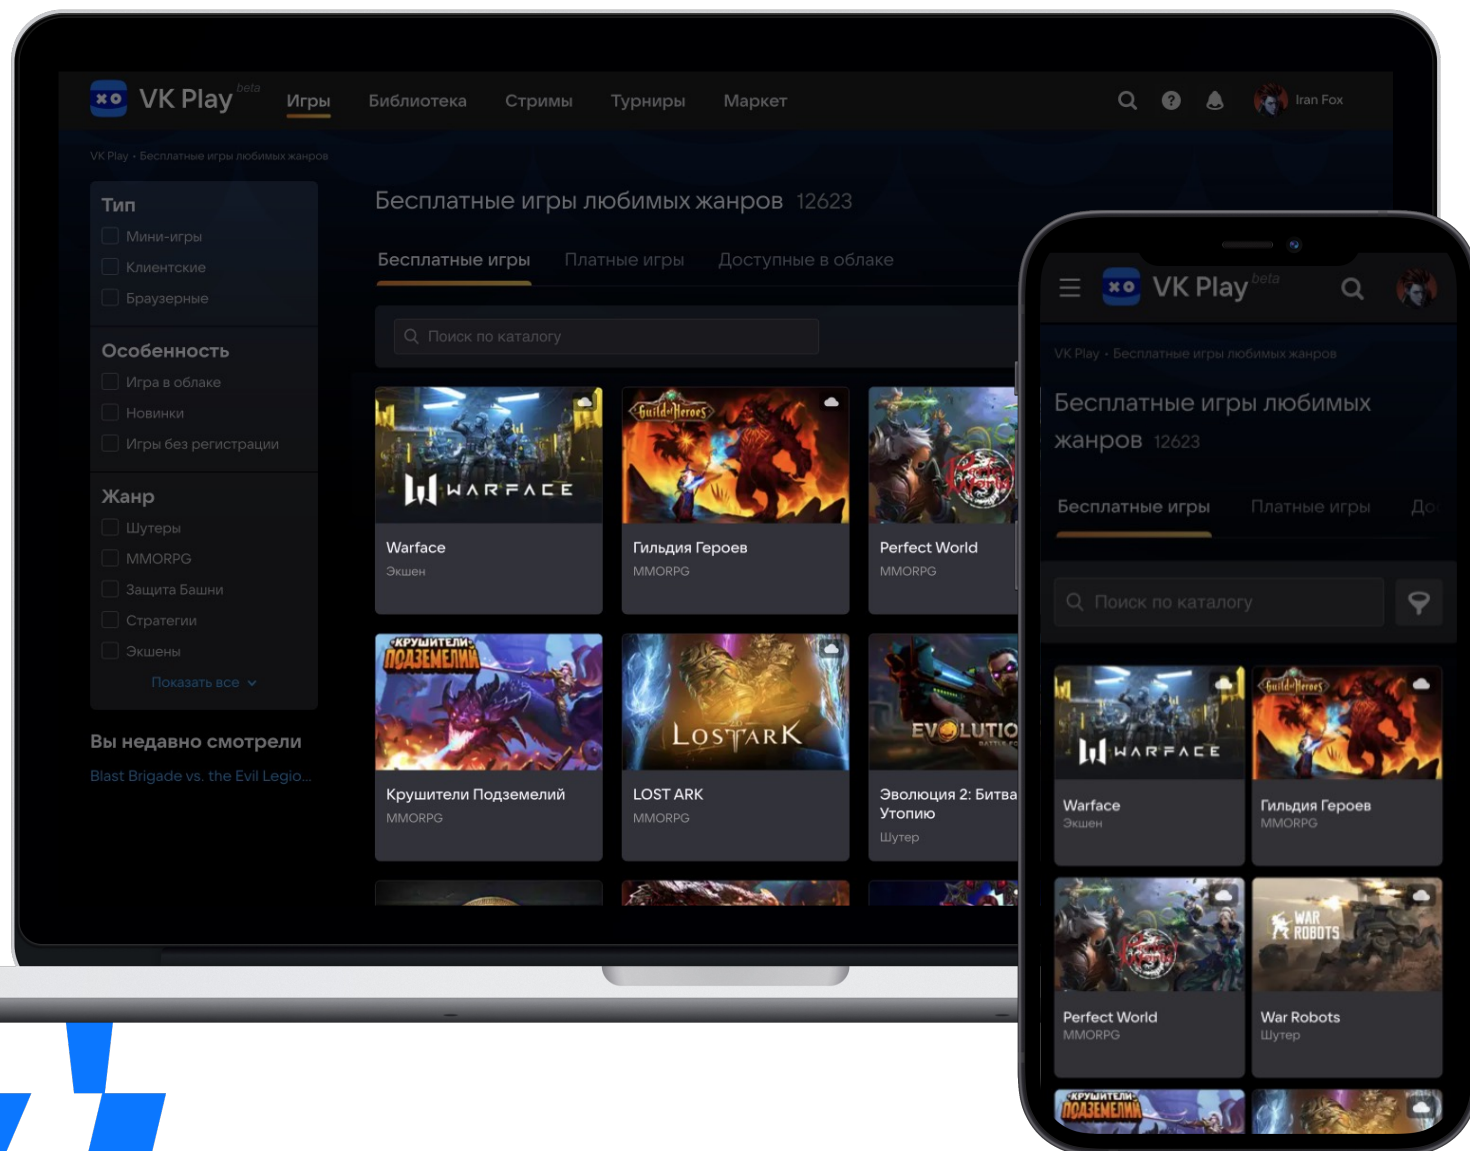 VK Play beta
Игры
Библиотека
Стримы
Турниры
Маркет
Iran Fox
VK Play • Бесплатные игры любимых жанров
Тип
Мини-игры
Клиентские
Браузерные
Особенность
Игра в облаке
Новинки
Игры без регистрации
Жанр
Шутеры
MMORPG
Защита Башни
Стратегии
Экшены
Показать все
Вы недавно смотрели
Blast Brigade vs. the Evil Legio...
Бесплатные игры любимых жанров 12623
Бесплатные игры
Платные игры
Доступные в облаке
Поиск по каталогу
WARFACE
Warface
Экшен
Guild of Heroes
Гильдия Героев
MMORPG
Perfect World
Perfect World
MMORPG
КРУШИТЕЛИ
ПОДЗЕМЕЛИЙ
Крушители Подземелий
MMORPG
LOST ARK
LOST ARK
MMORPG
EVOLUTIO
Эволюция 2: Битва
Утопию
Шутер
VK Play beta
VK Play • Бесплатные игры любимых жанров
Бесплатные игры любимых
жанров 12623
Бесплатные игры
Платные игры
До
Поиск по каталогу
WARFACE
Warface
Экшен
Guild of Heroes
Гильдия Героев
MMORPG
Perfect World
Perfect World
MMORPG
WAR
ROBOTS
War Robots
Шутер
КРУШИТЕЛИ
ПОДЗЕМЕЛИЙ